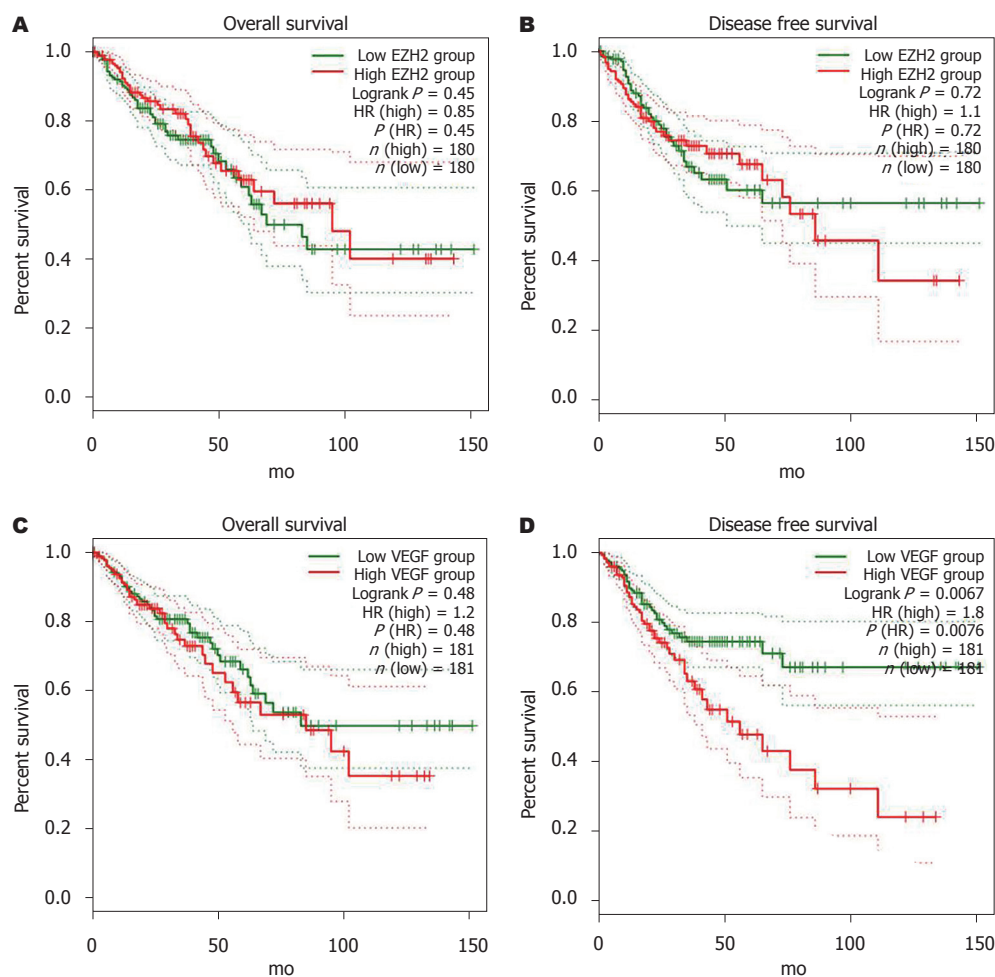 A
Overall survival
Low EZH2 group
High EZH2 group
Logrank P = 0.45
HR (high) = 0.85
P (HR) = 0.45
n (high) = 180
n (low) = 180
1.0
0.8
0.6
0.4
0.2
0.0
Percent survival
0 50 100 150
mo
B
Disease free survival
Low EZH2 group
High EZH2 group
Logrank P = 0.72
HR (high) = 1.1
P (HR) = 0.72
n (high) = 180
n (low) = 180
1.0
0.8
0.6
0.4
0.2
0.0
Percent survival
0 50 100 150
mo
C
Overall survival
Low VEGF group
High VEGF group
Logrank P = 0.48
HR (high) = 1.2
P (HR) = 0.48
n (high) = 181
n (low) = 181
1.0
0.8
0.6
0.4
0.2
0.0
Percent survival
0 50 100 150
mo
D
Disease free survival
Low VEGF group
High VEGF group
Logrank P = 0.0067
HR (high) = 1.8
P (HR) = 0.0076
n (high) = 181
n (low) = 181
1.0
0.8
0.6
0.4
0.2
0.0
Percent survival
0 50 100 150
mo